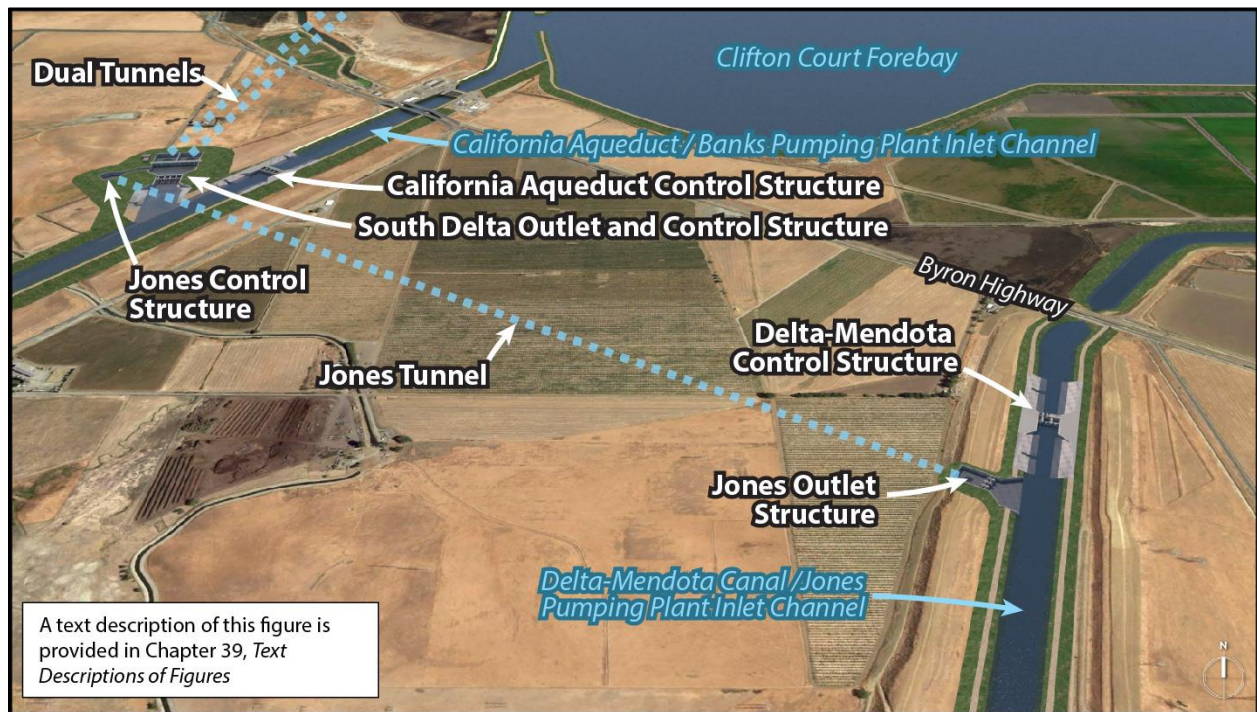 Clifton Court Forebay
Dual Tunnels
California Aqueduct / Banks Pumping Plant Inlet Channel
California Aqueduct Control Structure
South Delta Outlet and Control Structure
Jones Control
Structure
Byron Highway
Delta-Mendota
Control Structure
Jones Tunnel
Jones Outlet
Structure
Delta-Mendota Canal /Jones
Pumping Plant Inlet Channel
A text description of this figure is
provided in Chapter 39, Text
Descriptions of Figures
N